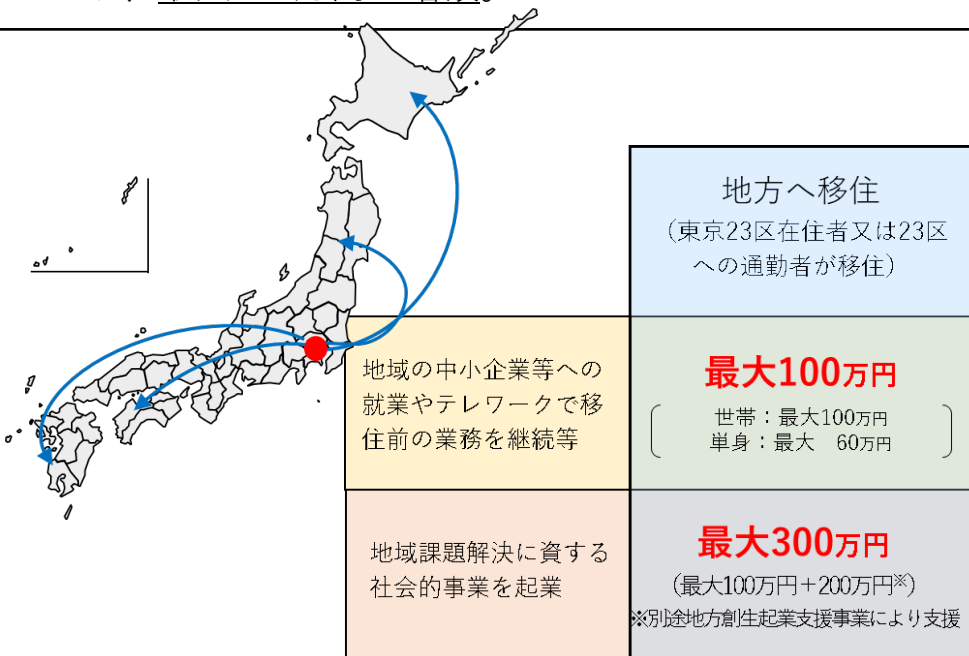 地方へ移住
（東京23区在住者又は23区
への通勤者が移住）
地域の中小企業等への
就業やテレワークで移
住前の業務を継続等
最大100万円
世帯：最大100万円
単身：最大　60万円
地域課題解決に資する
社会的事業を起業
最大300万円
（最大100万円＋200万円※）
※別途地方創生起業支援事業により支援